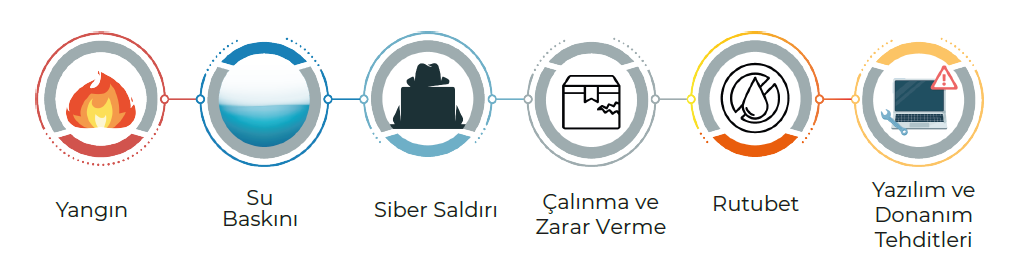 Yangın
Su
Baskını
Siber Saldırı
Çalınma ve
Zarar Verme
Rutubet
Yazılım ve
Donanım
Tehditleri